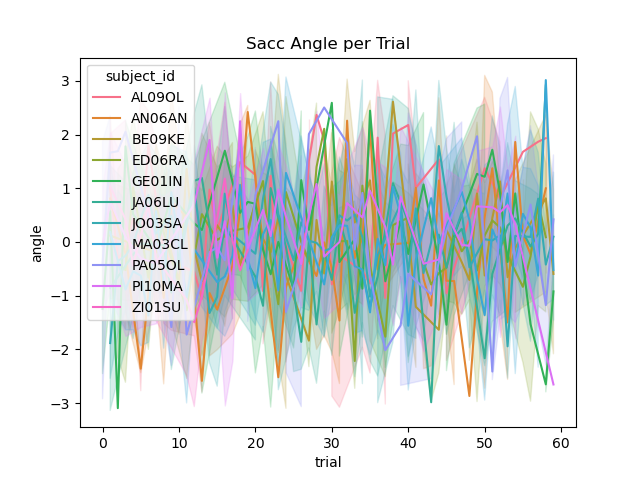 Sacc Angle per Trial
subject_id
AL09OL
AN06AN
BE09KE
ED06RA
GE01IN
JA06LU
JO03SA
MA03CL
PA05OL
PI10MA
ZI01SU
angle
3
2
1
0
−1
−2
−3
0 10 20 30 40 50 60
trial